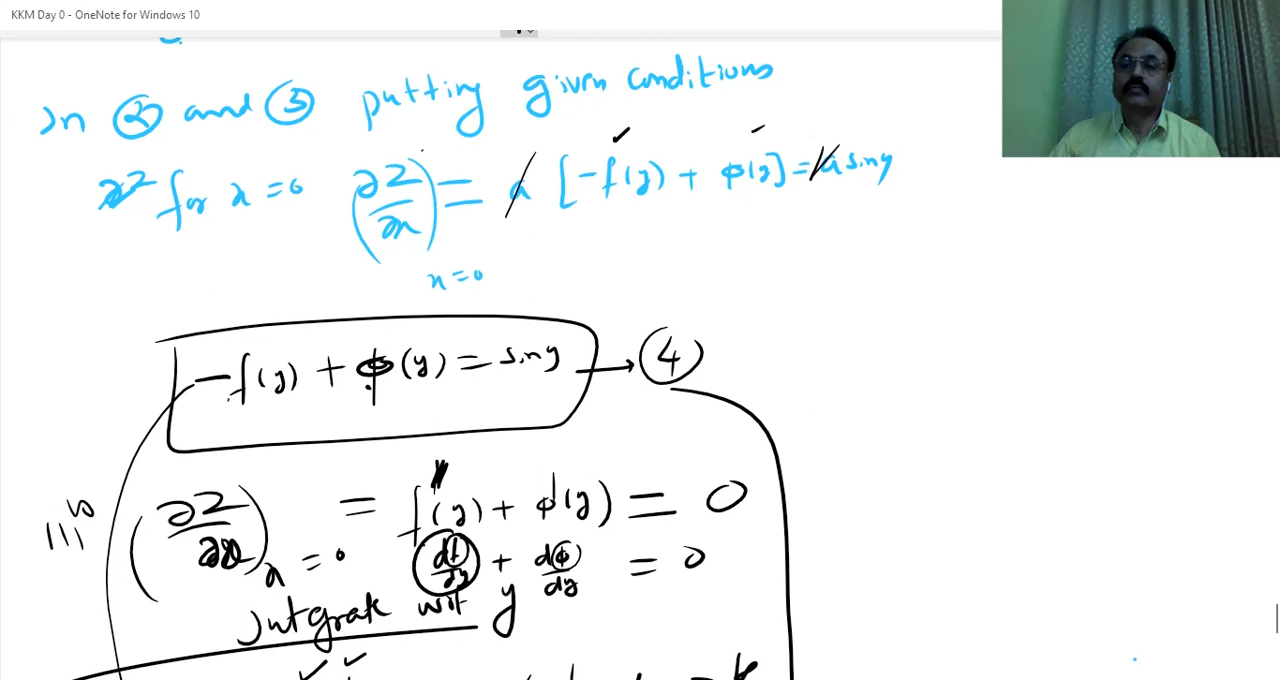 KKM Day 0 - OneNote for Windows 10
In ② and ③ putting given conditions
for x = 0 (∂z/∂x)x=0 = a [-f(y) + φ(y)] = a sin y
-f(y) + φ(y) = sin y → ④
(∂z/∂x)x=0 = f(y) + φ(y) = 0
df/dy + dφ/dy = 0
Integrate wrt y